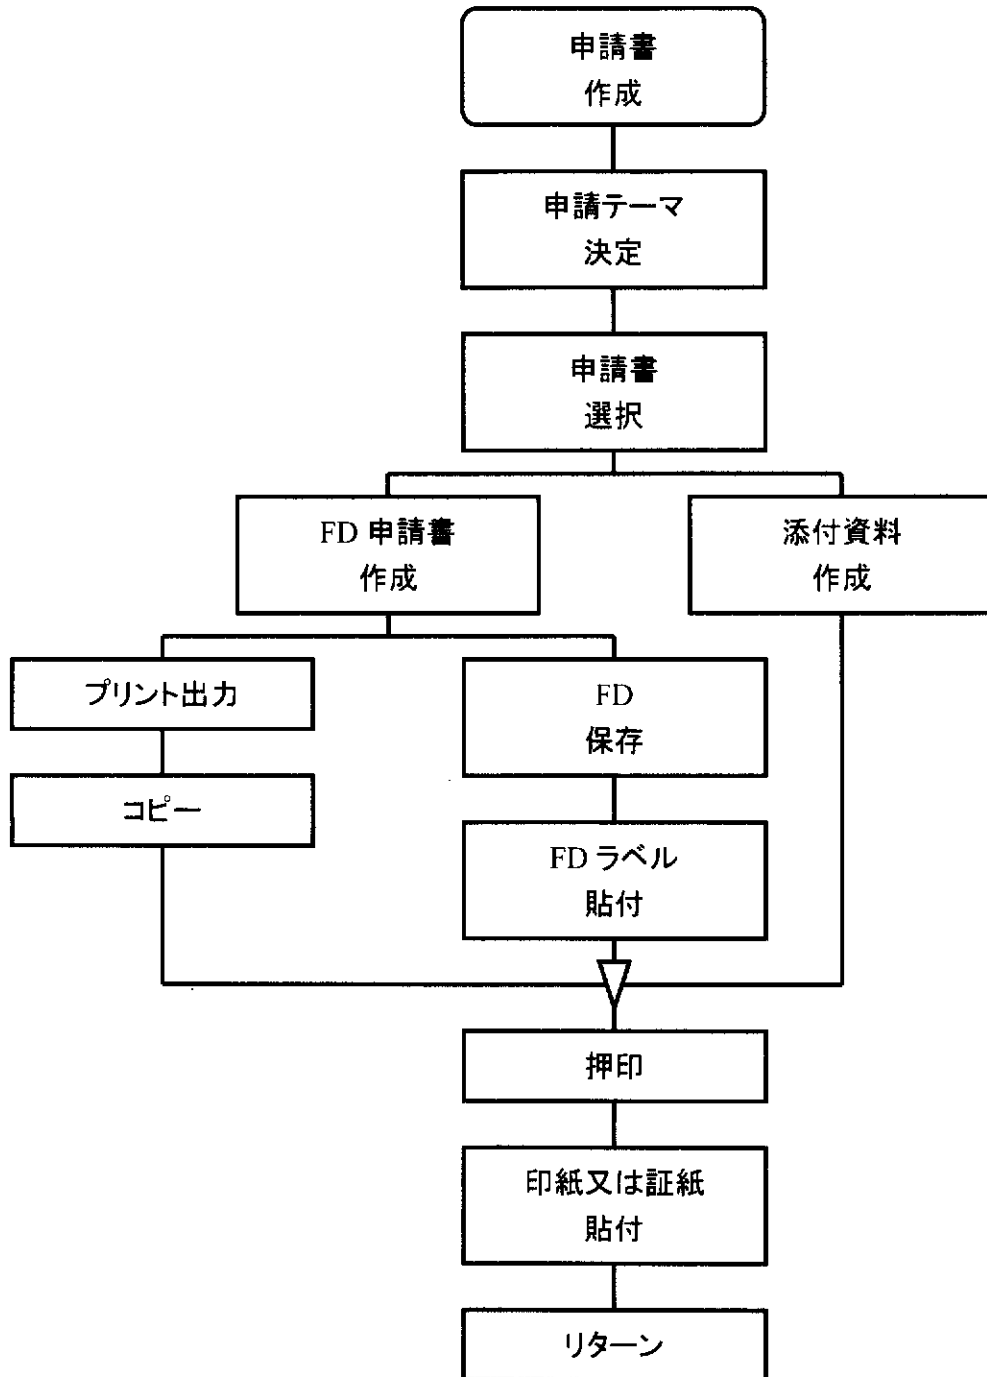 申請書
作成
申請テーマ
決定
申請書
選択
FD 申請書
作成
添付資料
作成
プリント出力
FD
保存
コピー
FD ラベル
貼付
押印
印紙又は証紙
貼付
リターン